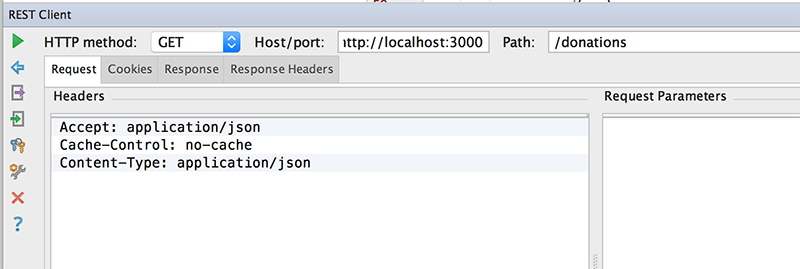 REST Client
HTTP method: GET Host/port: http://localhost:3000 Path: /donations
Request Cookies Response Response Headers
Headers Request Parameters
Accept: application/json
Cache-Control: no-cache
Content-Type: application/json
?